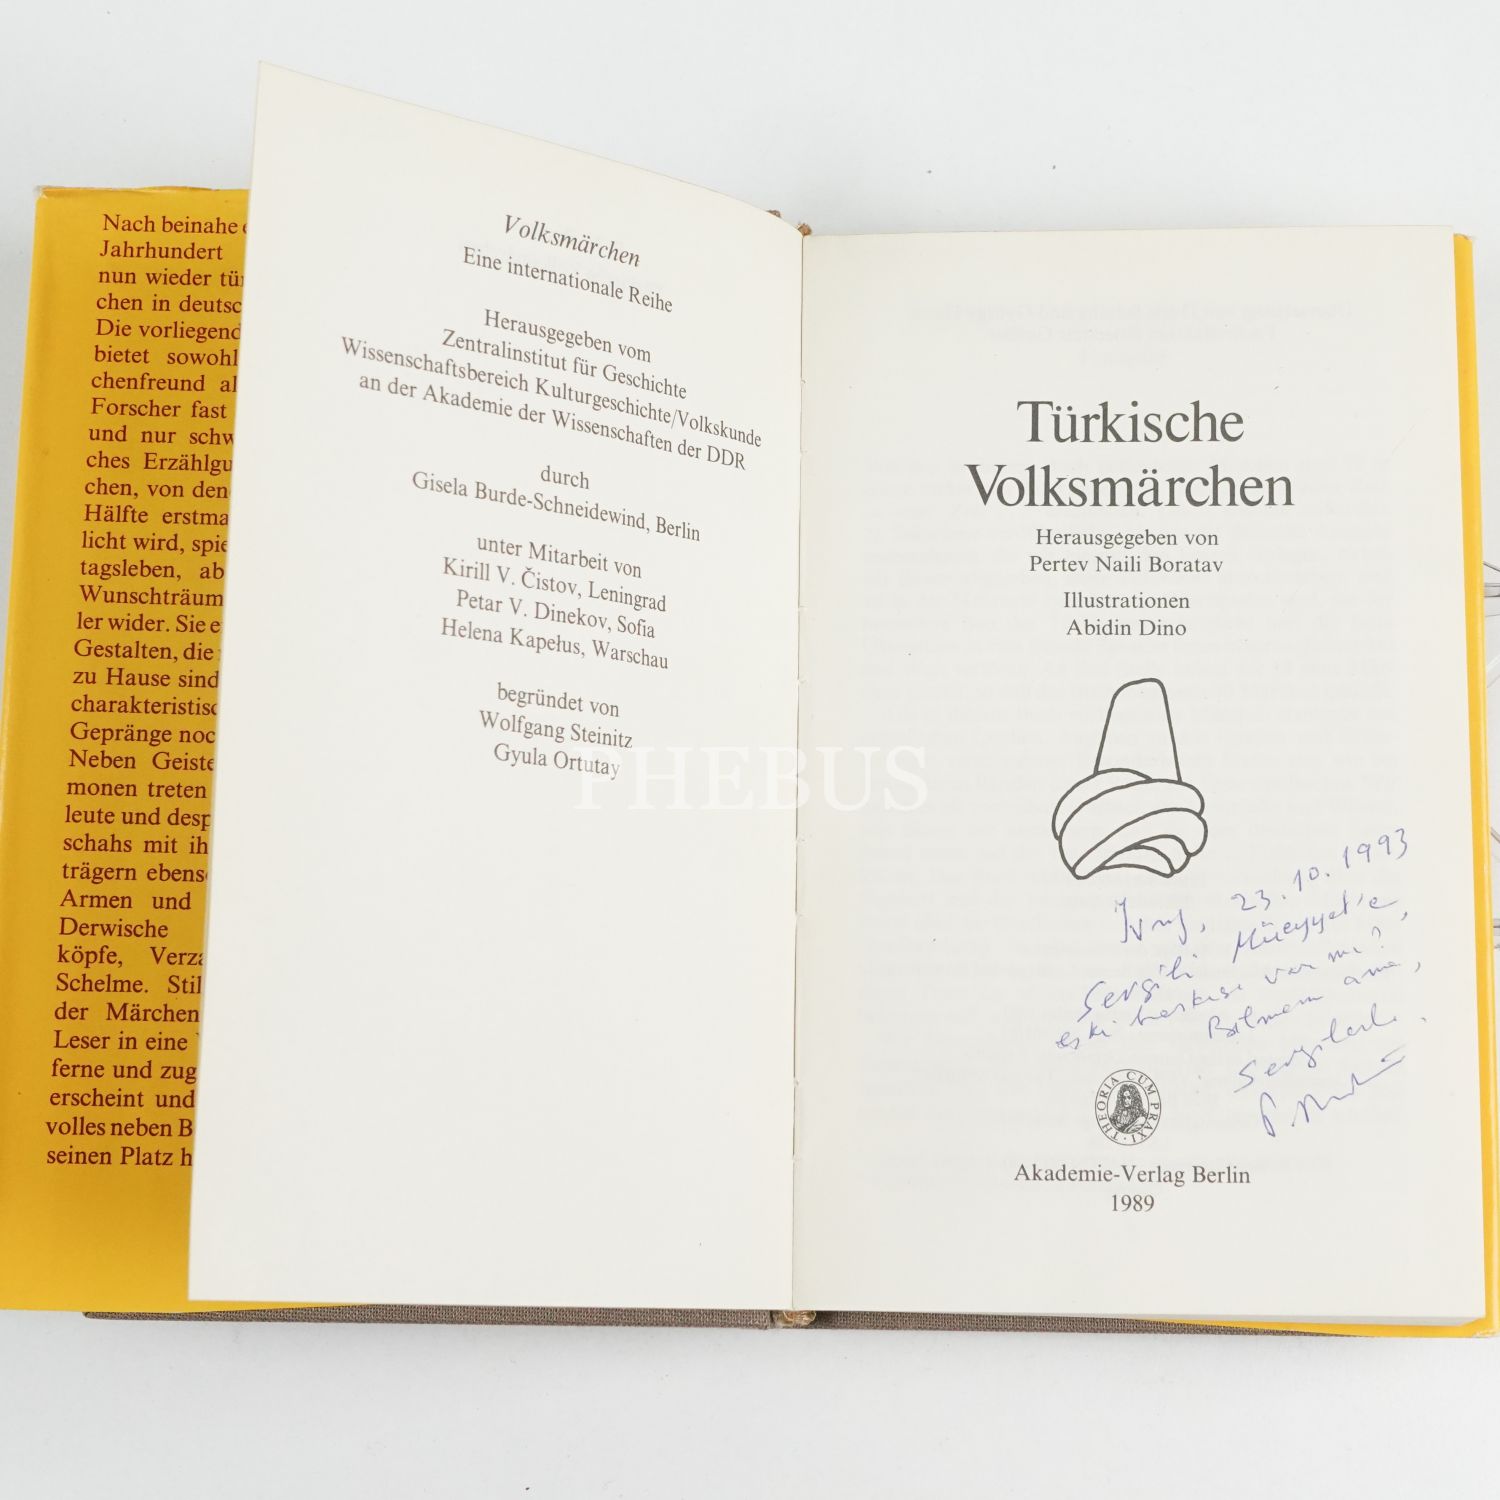 Nach beinahe e
Jahrhundert
nun wieder tü
chen in deutsc
Die vorliegend
bietet sowohl
chenfreund al
Forscher fast
und nur schw
ches Erzählgu
chen, von den
Hälfte erstma
licht wird, spie
tagsleben, ab
Wunschträum
ler wider. Sie e
Gestalten, die
zu Hause sind
charakteristisc
Gepränge noc
Neben Geiste
monen treten
leute und desp
schahs mit ih
trägern ebens
Armen und
Derwische
köpfe, Verza
Schelme. Stil
der Märchen
Leser in eine
ferne und zug
erscheint und
volles neben B
seinen Platz h
Volksmärchen
Eine internationale Reihe
Herausgegeben vom
Zentralinstitut für Geschichte
Wissenschaftsbereich Kulturgeschichte/Volkskunde
an der Akademie der Wissenschaften der DDR
durch
Gisela Burde-Schneidewind, Berlin
unter Mitarbeit von
Kirill V. Čistov, Leningrad
Petar V. Dinekov, Sofia
Helena Kapełus, Warschau
begründet von
Wolfgang Steinitz
Gyula Ortutay
PHEBUS
Türkische
Volksmärchen
Herausgegeben von
Pertev Naili Boratav
Illustrationen
Abidin Dino
23.10.1993
Sevgili Müeyyet'e,
eski var mı?
Bilmem ama,
Sevgilerle.
THEORIA CUM PRAXI
Akademie-Verlag Berlin
1989